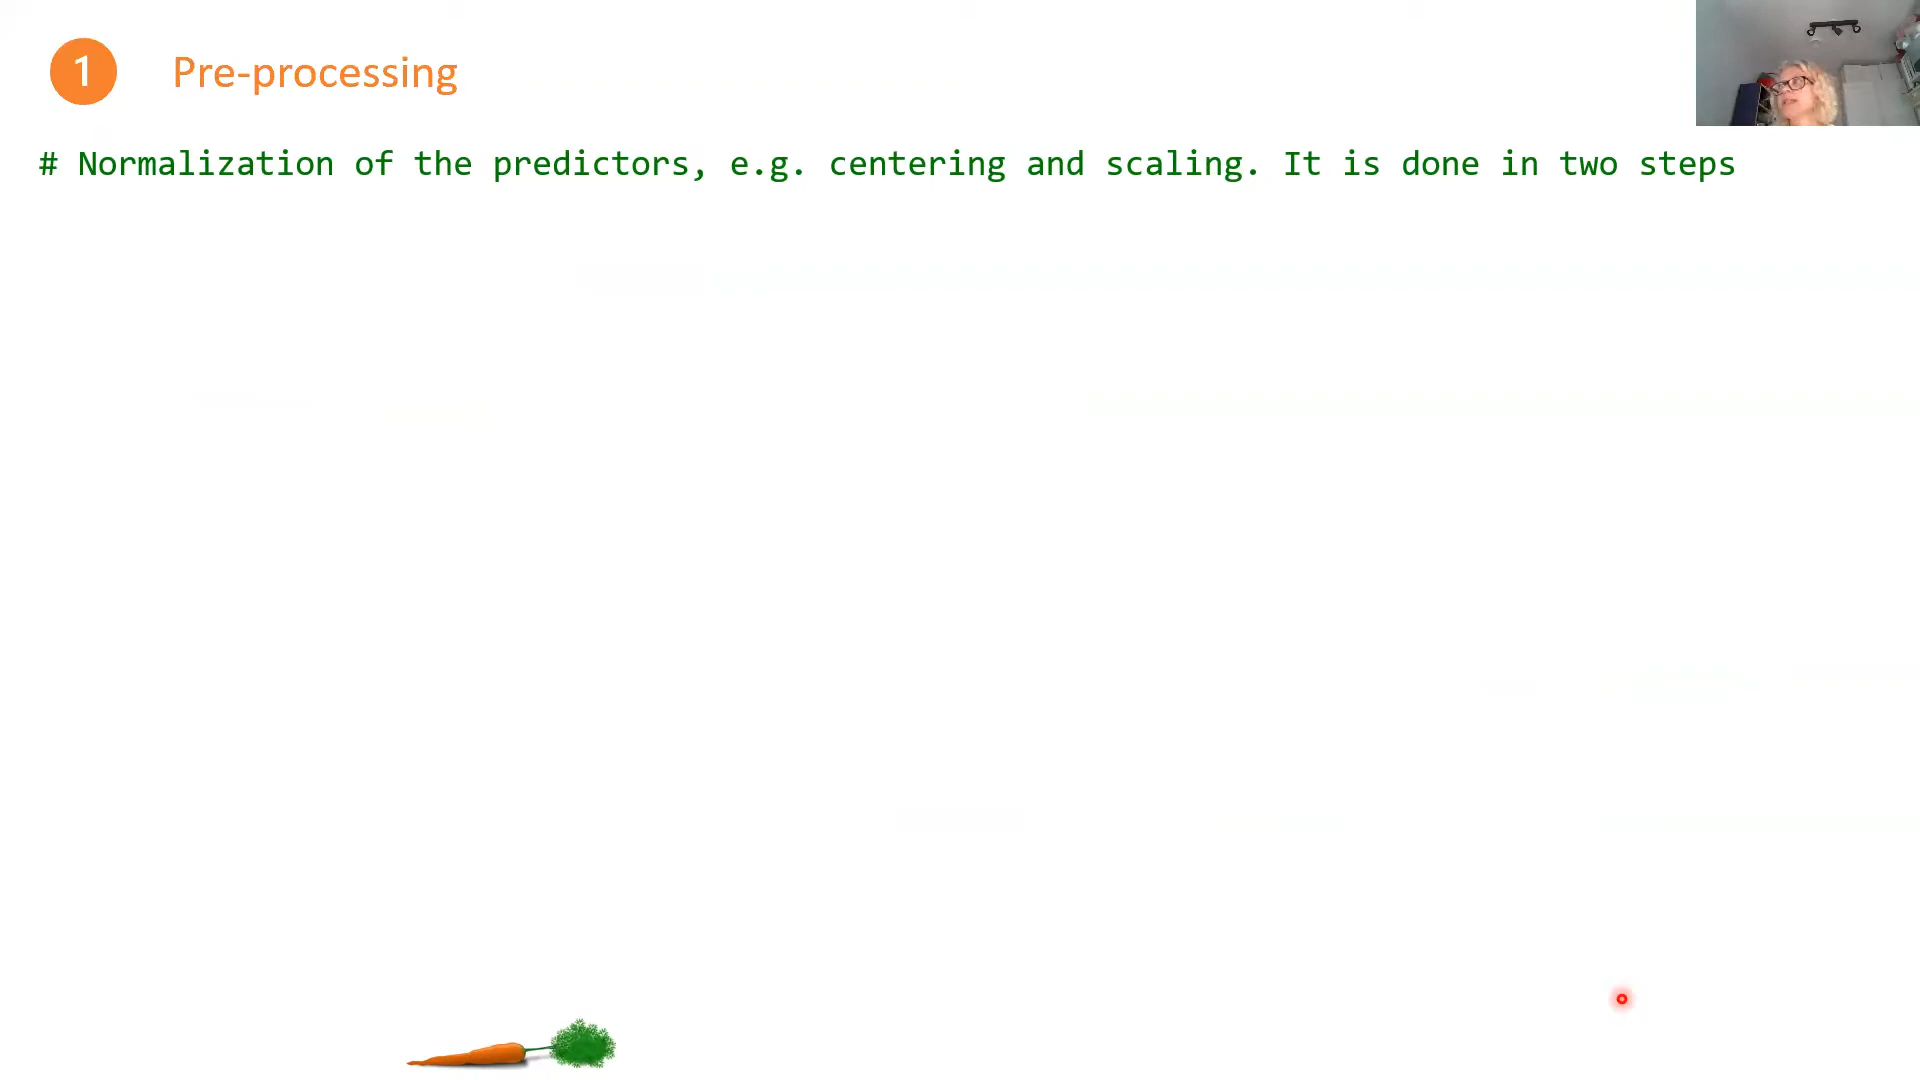 1 Pre-processing
# Normalization of the predictors, e.g. centering and scaling. It is done in two steps